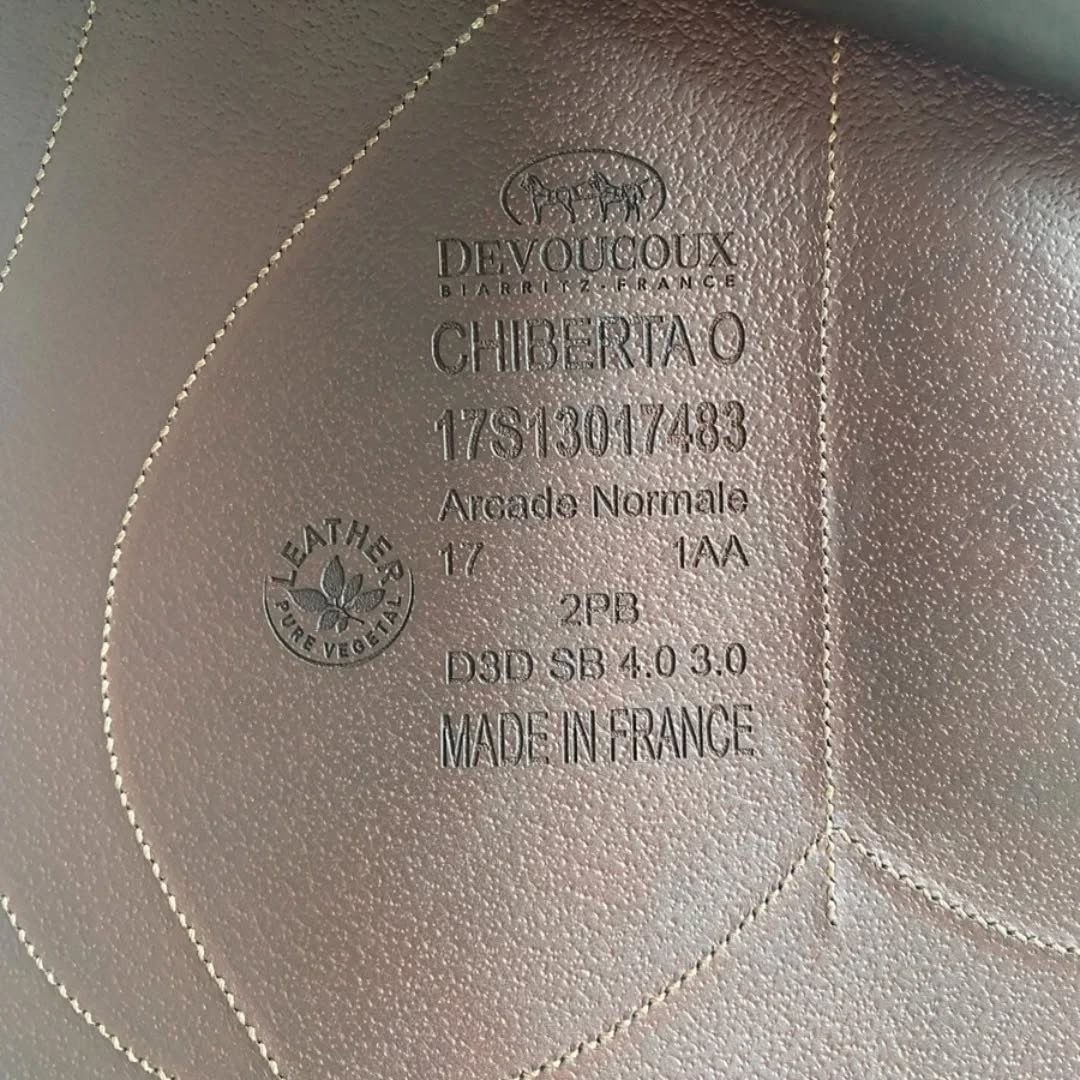 DEVOUCOUX
BIARRITZ-FRANCE
CHIBERTA O
17S13017483
Arcade Normale
17 1AA
2PB
D3D SB 4.0 3.0
MADE IN FRANCE
LEATHER
PURE VEGETAL